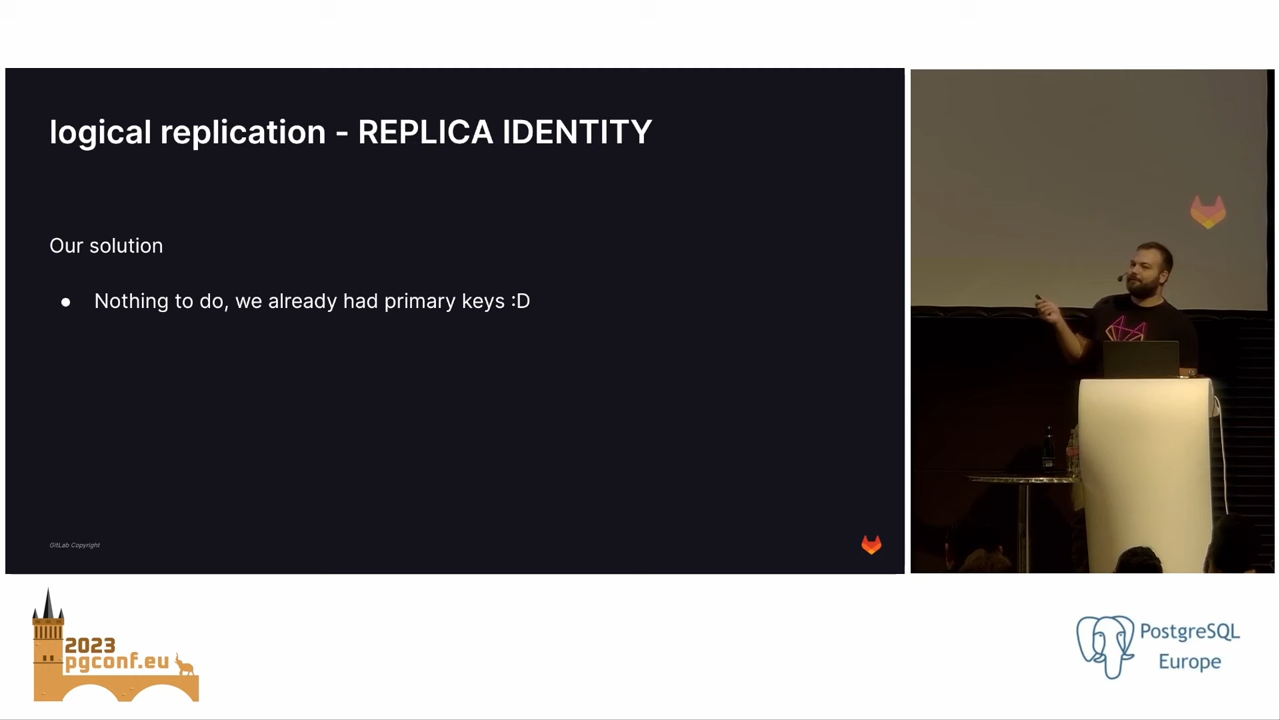 logical replication - REPLICA IDENTITY
Our solution
● Nothing to do, we already had primary keys :D
GitLab Copyright
2023
pgconf.eu
PostgreSQL
Europe